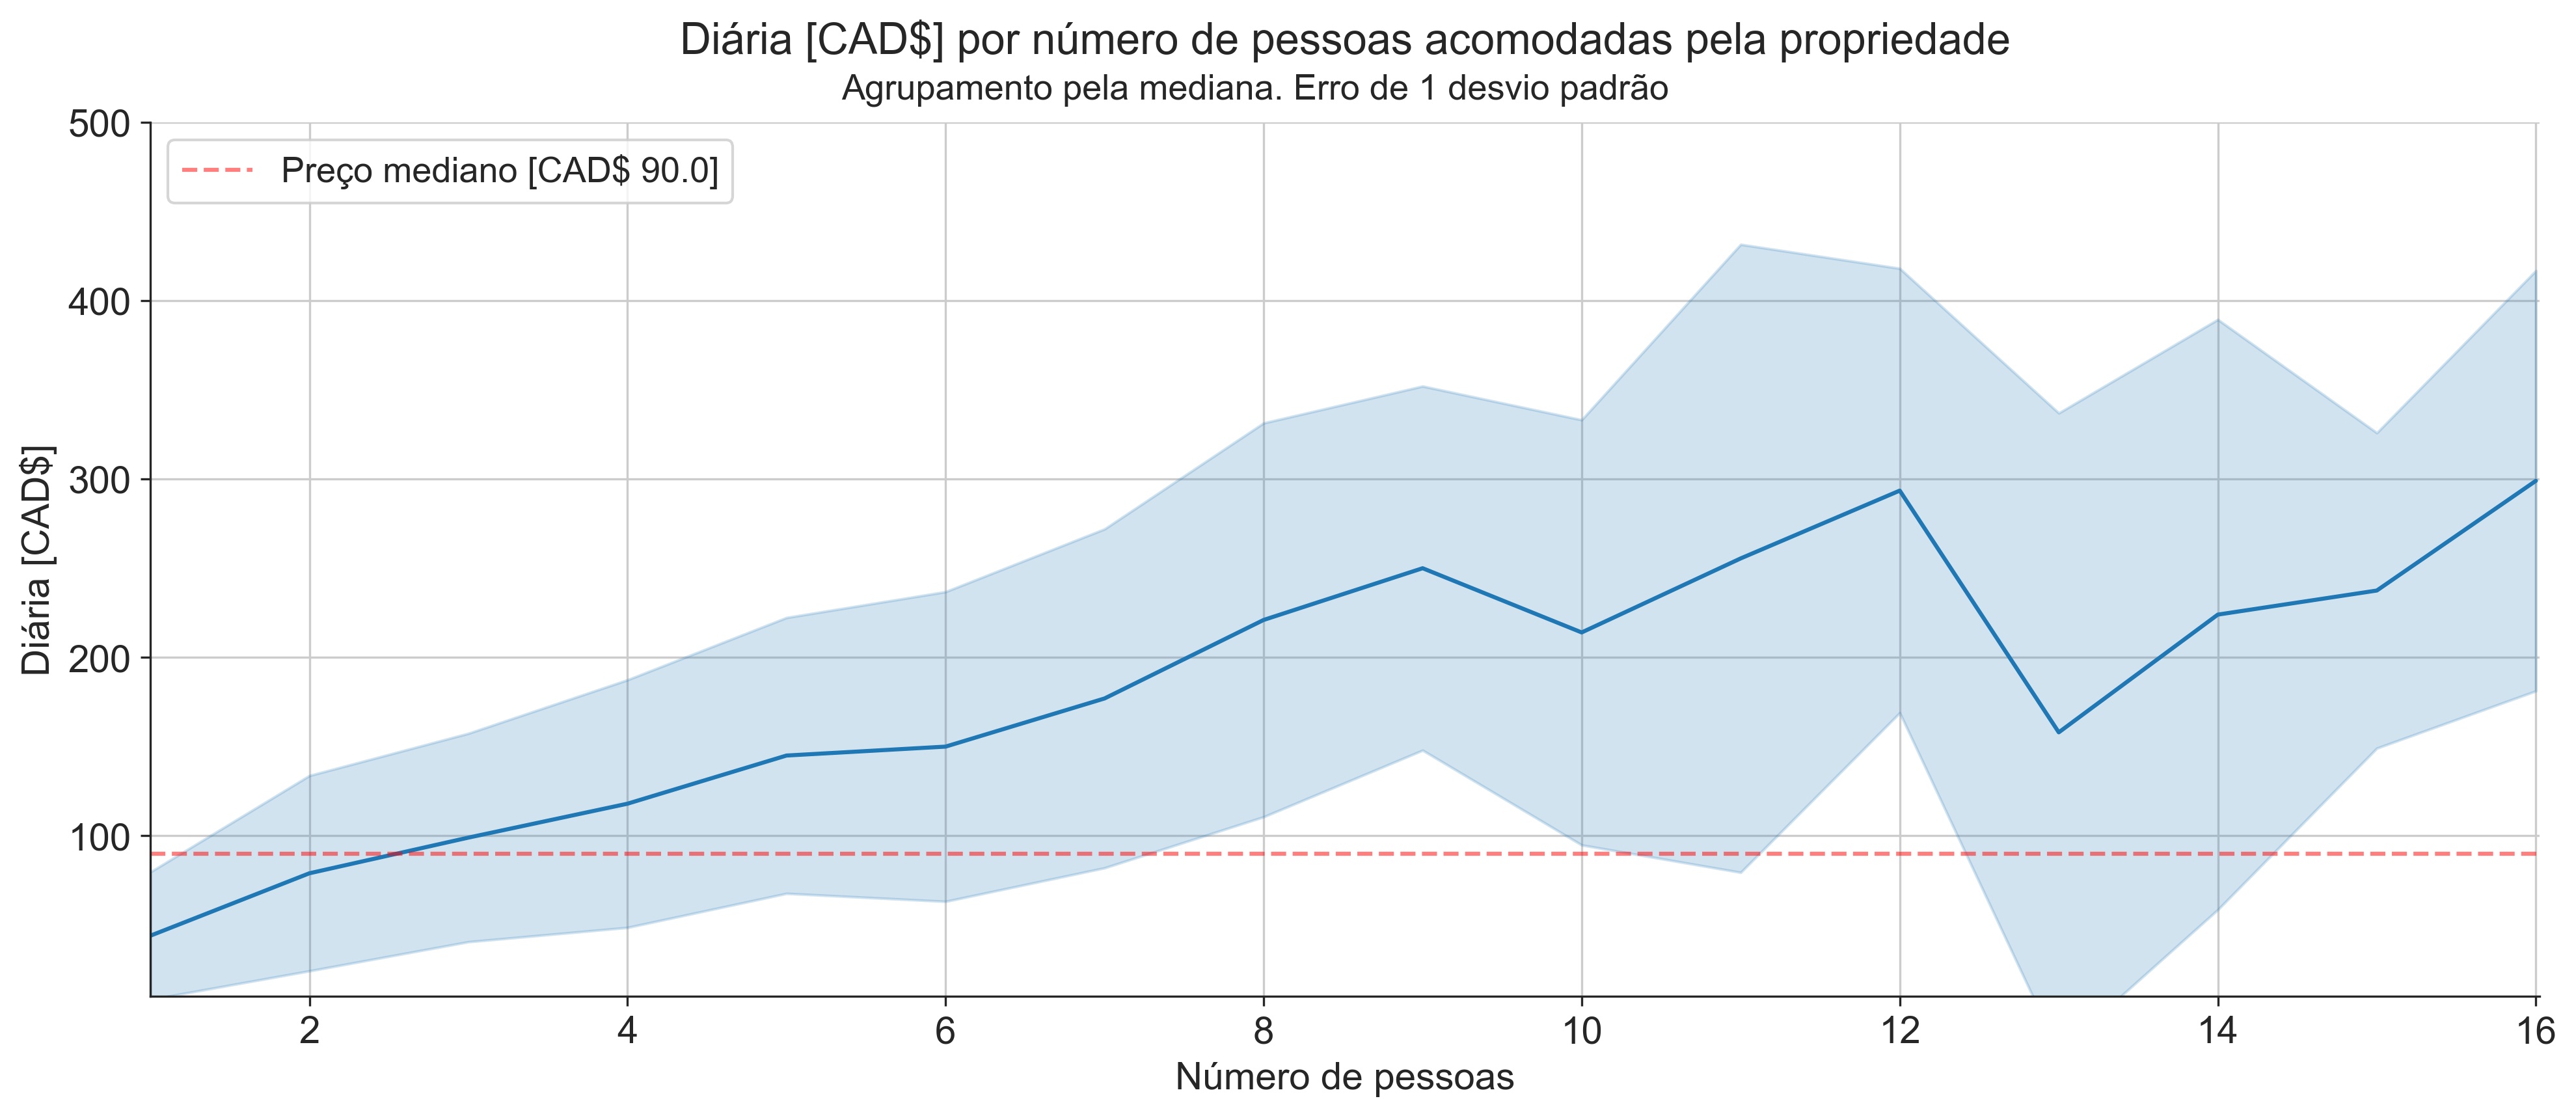 Diária [CAD$] por número de pessoas acomodadas pela propriedade
Agrupamento pela mediana. Erro de 1 desvio padrão
Preço mediano [CAD$ 90.0]
Diária [CAD$]
500
400
300
200
100
2 4 6 8 10 12 14 16
Número de pessoas